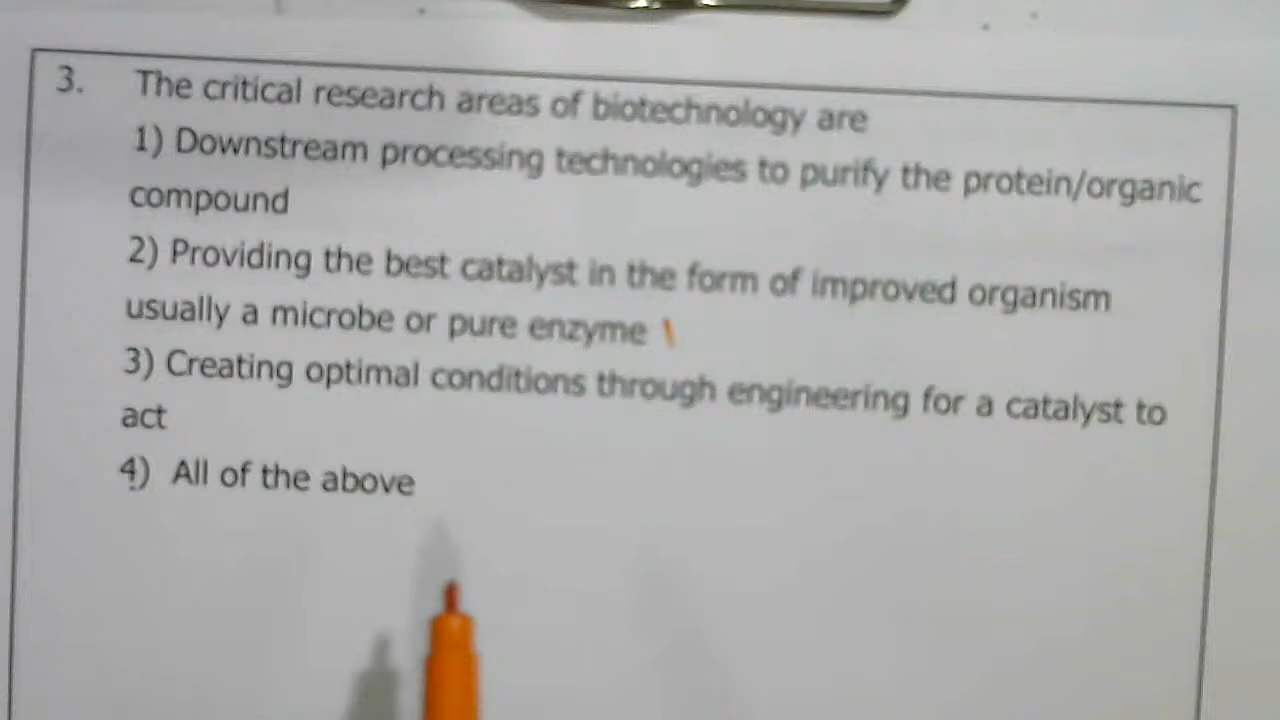 3. The critical research areas of biotechnology are
1) Downstream processing technologies to purify the protein/organic
compound
2) Providing the best catalyst in the form of improved organism
usually a microbe or pure enzyme
3) Creating optimal conditions through engineering for a catalyst to
act
4) All of the above